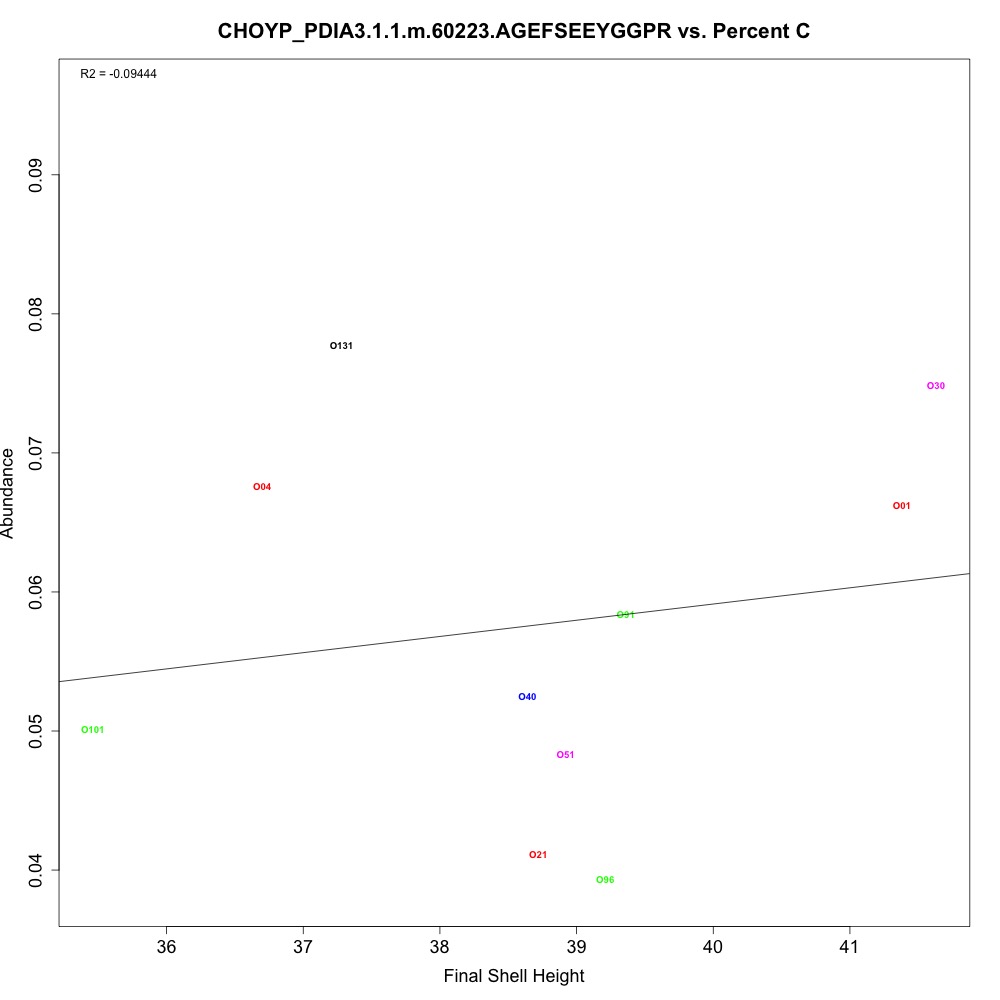 CHOYP_PDIA3.1.1.m.60223.AGEFSEEYGGPR vs. Percent C
R2 = -0.09444
0.09
0.08
O131
O30
0.07
O04
O01
Abundance
0.06
O91
O40
0.05
O101
O51
O21
0.04
O96
36 37 38 39 40 41
Final Shell Height